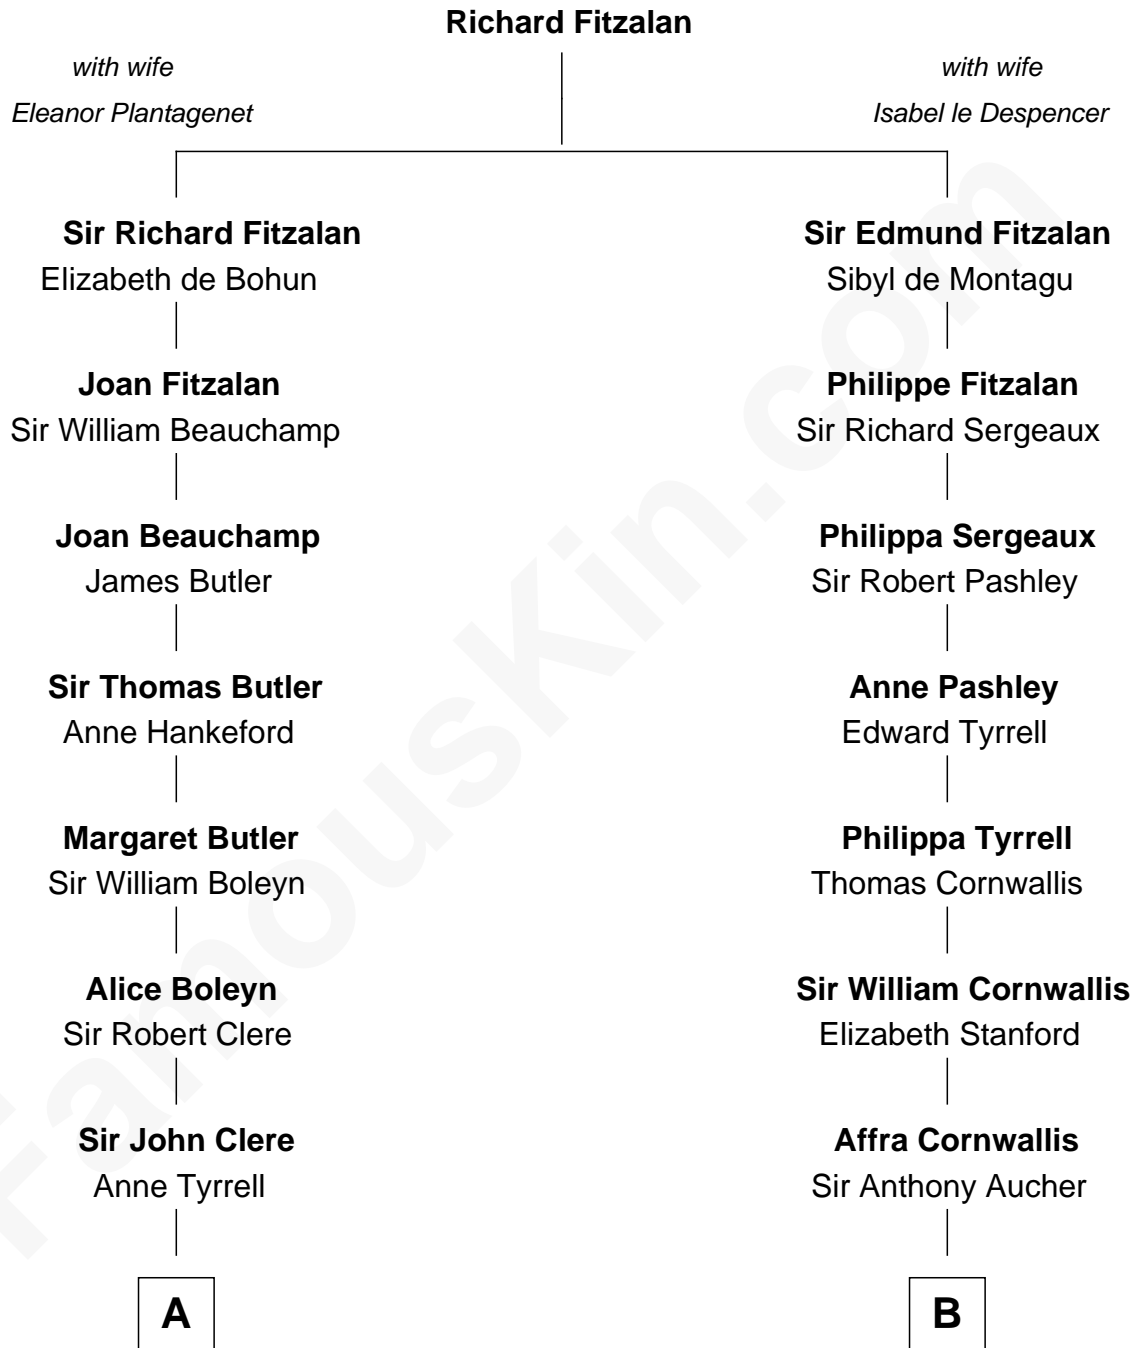 Richard Fitzalan
with wife
Eleanor Plantagenet
with wife
Isabel le Despencer
Sir Richard Fitzalan
Elizabeth de Bohun
Sir Edmund Fitzalan
Sibyl de Montagu
Joan Fitzalan
Sir William Beauchamp
Philippe Fitzalan
Sir Richard Sergeaux
Joan Beauchamp
James Butler
Philippa Sergeaux
Sir Robert Pashley
Sir Thomas Butler
Anne Hankeford
Anne Pashley
Edward Tyrrell
Margaret Butler
Sir William Boleyn
Philippa Tyrrell
Thomas Cornwallis
Alice Boleyn
Sir Robert Clere
Sir William Cornwallis
Elizabeth Stanford
Sir John Clere
Anne Tyrrell
Affra Cornwallis
Sir Anthony Aucher
A
B
FamousKin.com